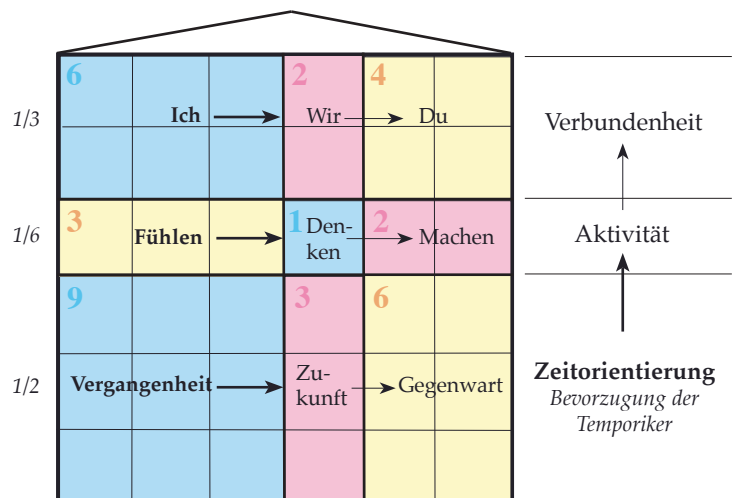 6 2 4
1/3 Ich Wir Du Verbundenheit
3 1 2
1/6 Fühlen Den-
ken Machen Aktivität
9 3 6
1/2 Vergangenheit Zu-
kunft Gegenwart
Zeitorientierung
Bevorzugung der
Temporiker